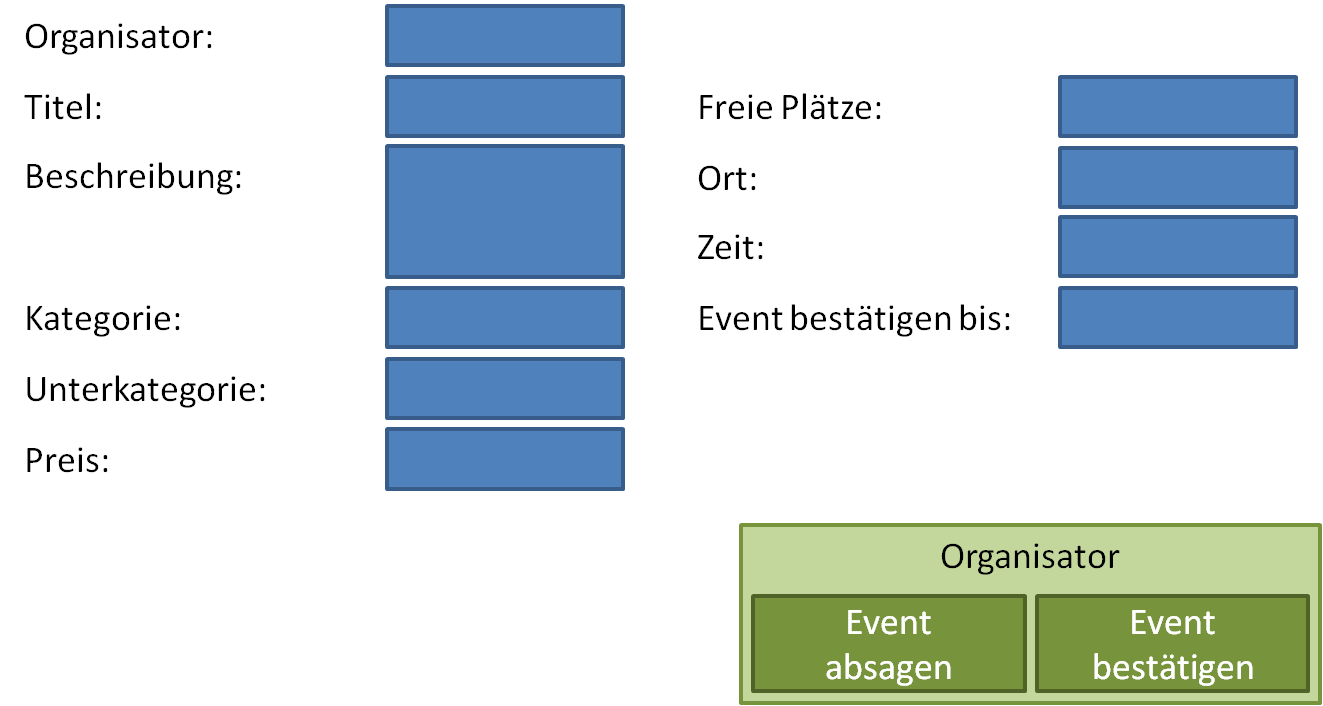 Organisator:
Titel:
Beschreibung:
Kategorie:
Unterkategorie:
Preis:
Freie Plätze:
Ort:
Zeit:
Event bestätigen bis:
Organisator
Event
absagen
Event
bestätigen